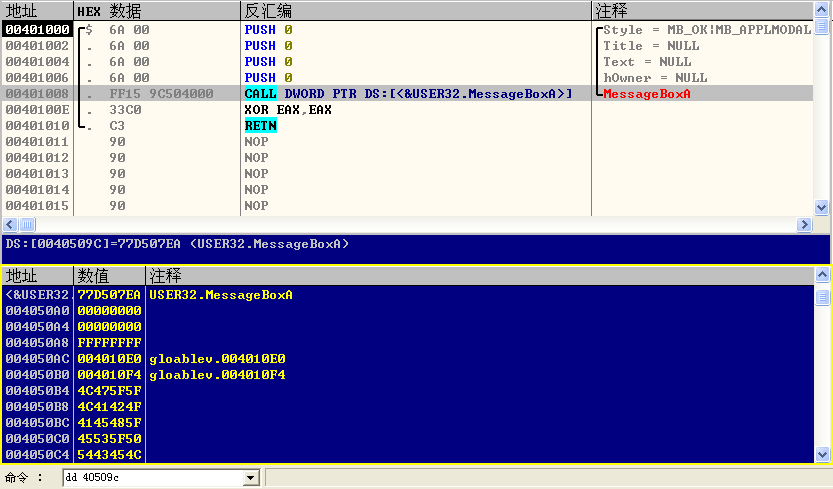 地址 HEX 数据 反汇编 注释
00401000 $ 6A 00 PUSH 0 Style = MB_OK|MB_APPLMODAL
00401002 . 6A 00 PUSH 0 Title = NULL
00401004 . 6A 00 PUSH 0 Text = NULL
00401006 . 6A 00 PUSH 0 hOwner = NULL
00401008 . FF15 9C504000 CALL DWORD PTR DS:[<&USER32.MessageBoxA>] MessageBoxA
0040100E . 33C0 XOR EAX,EAX
00401010 . C3 RETN
00401011 90 NOP
00401012 90 NOP
00401013 90 NOP
00401014 90 NOP
00401015 90 NOP
DS:[0040509C]=77D507EA (USER32.MessageBoxA)
地址 数值 注释
<&USER32. 77D507EA USER32.MessageBoxA
004050A0 00000000
004050A4 00000000
004050A8 FFFFFFFF
004050AC 004010E0 gloablev.004010E0
004050B0 004010F4 gloablev.004010F4
004050B4 4C475F5F
004050B8 4C41424F
004050BC 4145485F
004050C0 45535F50
004050C4 5443454C
命令 : dd 40509c